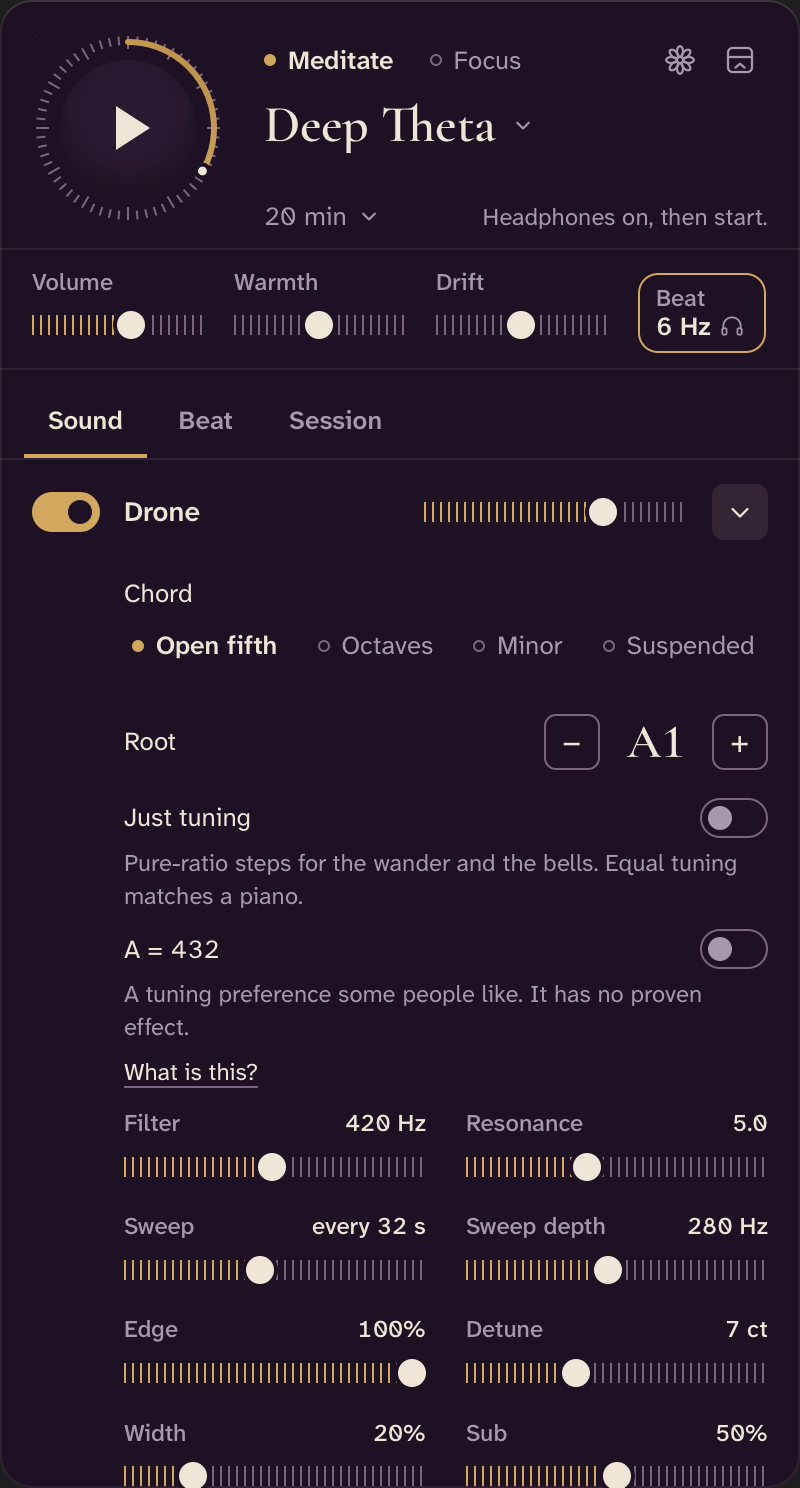 Meditate Focus
Deep Theta
20 min Headphones on, then start.
Volume Warmth Drift Beat
6 Hz
Sound Beat Session
Drone
Chord
Open fifth Octaves Minor Suspended
Root − A1 +
Just tuning
Pure-ratio steps for the wander and the bells. Equal tuning
matches a piano.
A = 432
A tuning preference some people like. It has no proven
effect.
What is this?
Filter 420 Hz Resonance 5.0
Sweep every 32 s Sweep depth 280 Hz
Edge 100% Detune 7 ct
Width 20% Sub 50%